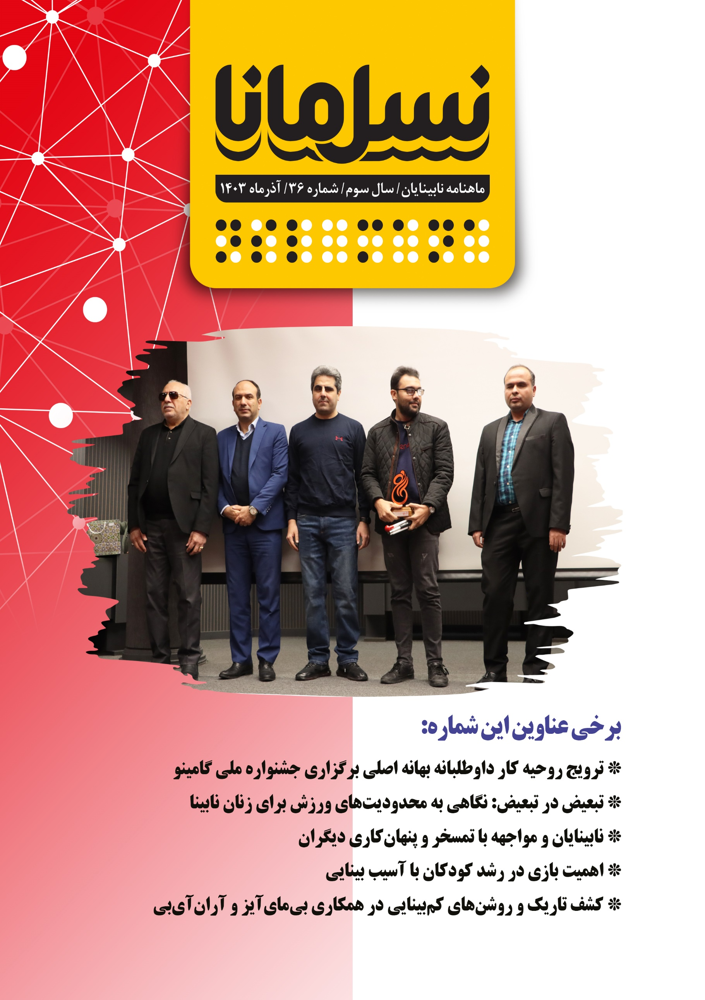 نسل مانا
ماهنامه نابینایان / سال سوم / شماره ۳۶ / آذرماه ۱۴۰۳
⠝⠎⠇⠀⠍⠁⠝⠁
برخی عناوین این شماره:
❊ ترویج روحیه کار داوطلبانه بهانه اصلی برگزاری جشنواره ملی گامینو
❊ تبعیض در تبعیض: نگاهی به محدودیت‌های ورزش برای زنان نابینا
❊ نابینایان و مواجهه با تمسخر و پنهان‌کاری دیگران
❊ اهمیت بازی در رشد کودکان با آسیب بینایی
❊ کشف تاریک و روشن‌های کم‌بینایی در همکاری بی‌مای‌آیز و آران‌آی‌بی